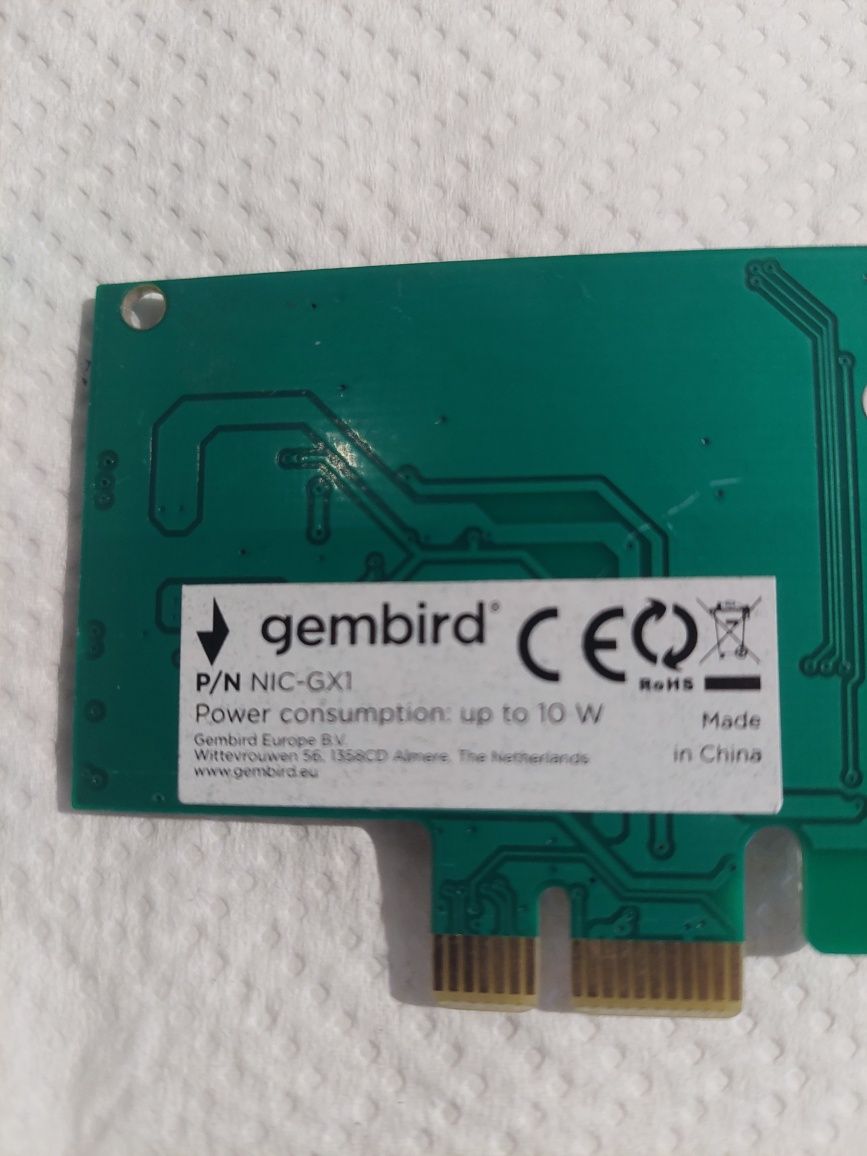 gembird®
CE
RoHS
P/N NIC-GX1
Power consumption: up to 10 W
Made
in China
Gembird Europe B.V.
Wittevrouwen 56, 1358CD Almere, The Netherlands
www.gembird.eu